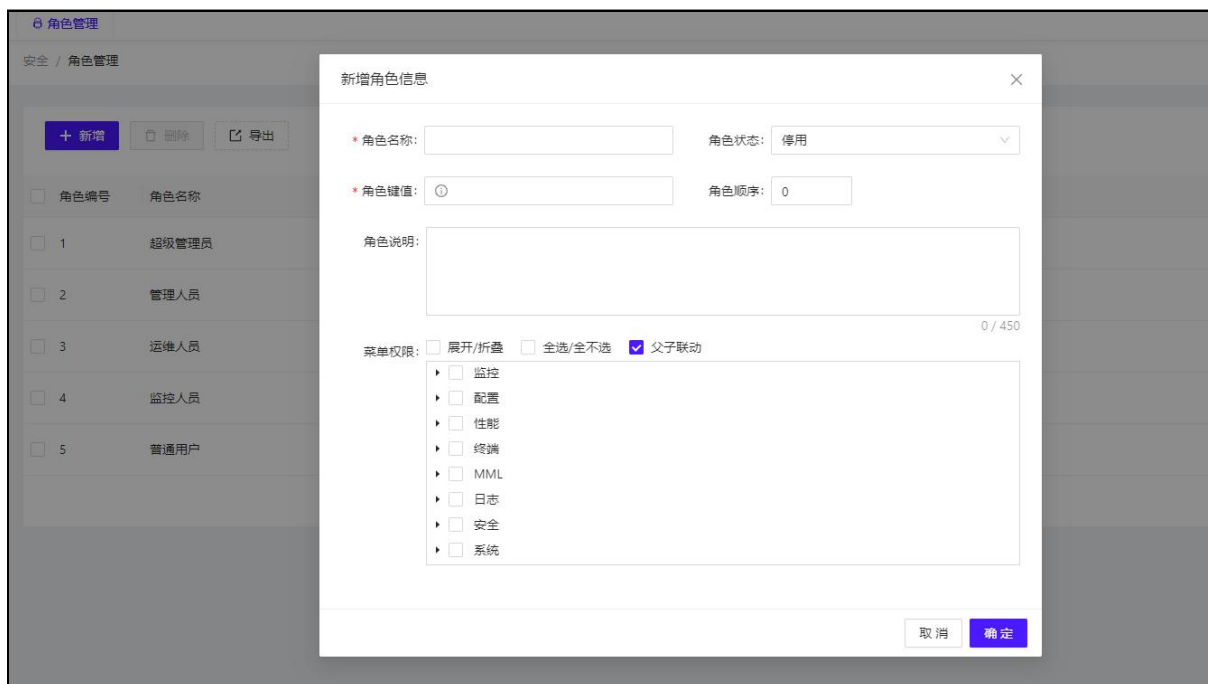 角色管理
安全 / 角色管理
新增角色信息
+ 新增 删除 导出
* 角色名称: 角色状态: 停用
* 角色键值: 角色顺序: 0
角色编号 角色名称
角色说明:
1 超级管理员
2 管理人员
0 / 450
3 运维人员
菜单权限: 展开/折叠 全选/全不选 父子联动
监控
4 监控人员
配置
性能
5 普通用户
终端
MML
日志
安全
系统
取消 确定